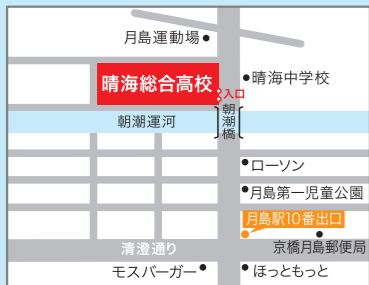 月島運動場
晴海総合高校
晴海中学校
入口
朝潮運河
朝潮橋
ローソン
月島第一児童公園
月島駅10番出口
清澄通り
京橋月島郵便局
モスバーガー
ほっともっと